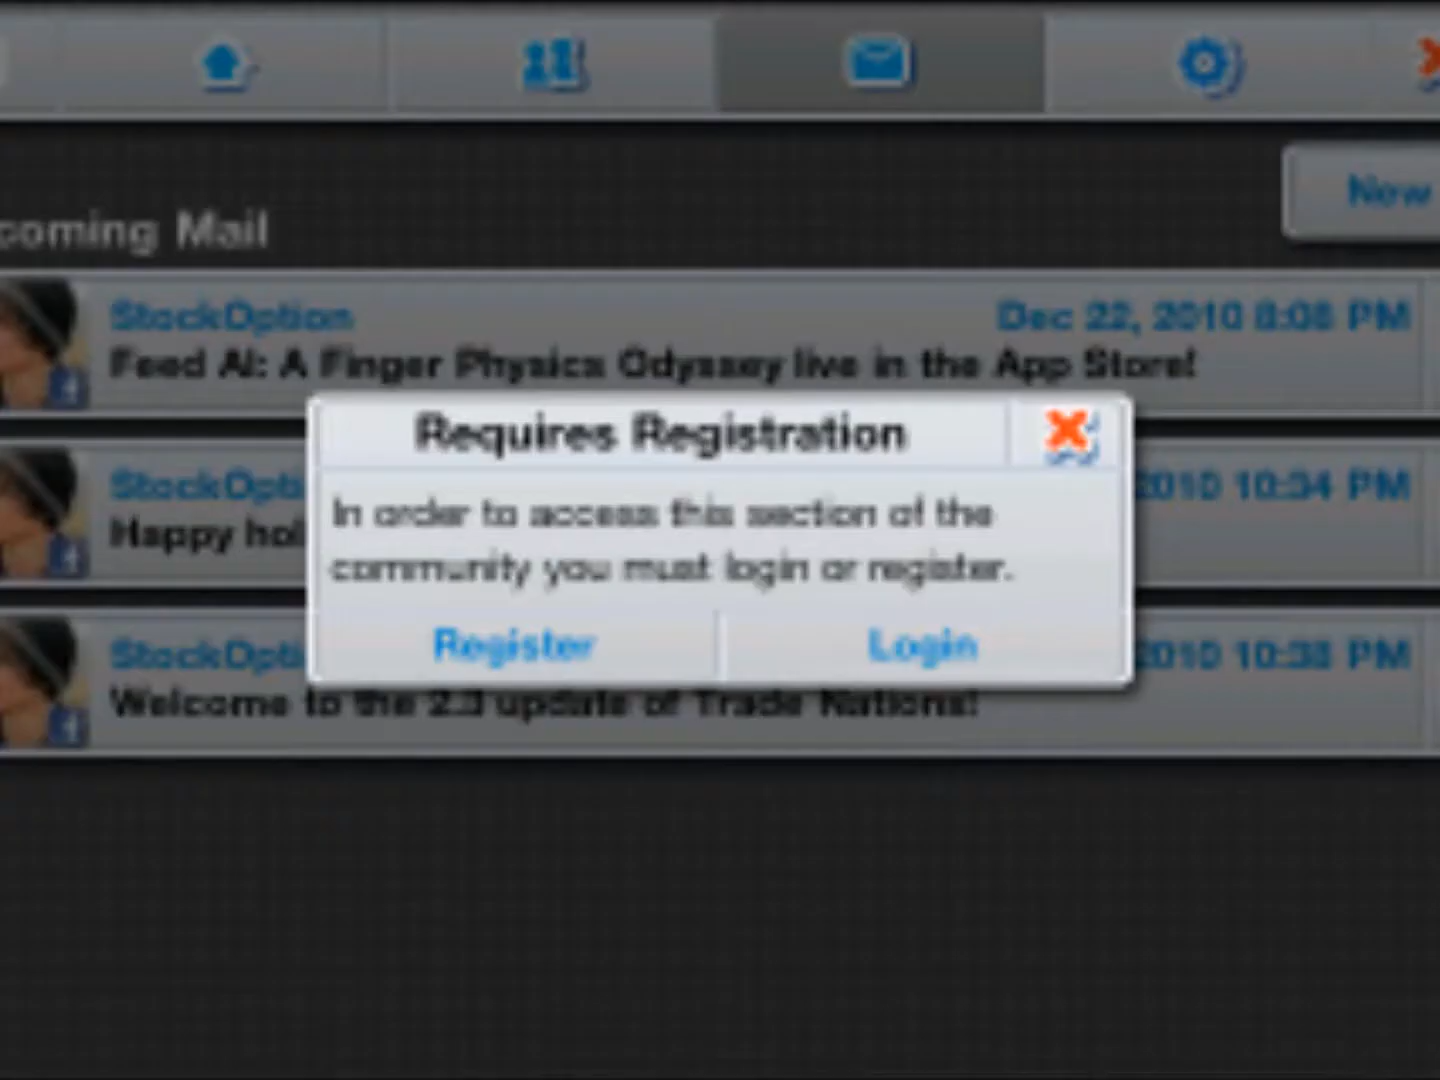 New
coming Mail
StockOption
Dec 22, 2010 8:08 PM
Feed Al: A Finger Physics Odyssey live in the App Store!
Requires Registration
StockOpti
2010 10:34 PM
Happy hol
In order to access this section of the
community you must login or register.
Register
Login
StockOpti
2010 10:38 PM
Welcome to the 2.3 update of Trade Nations!